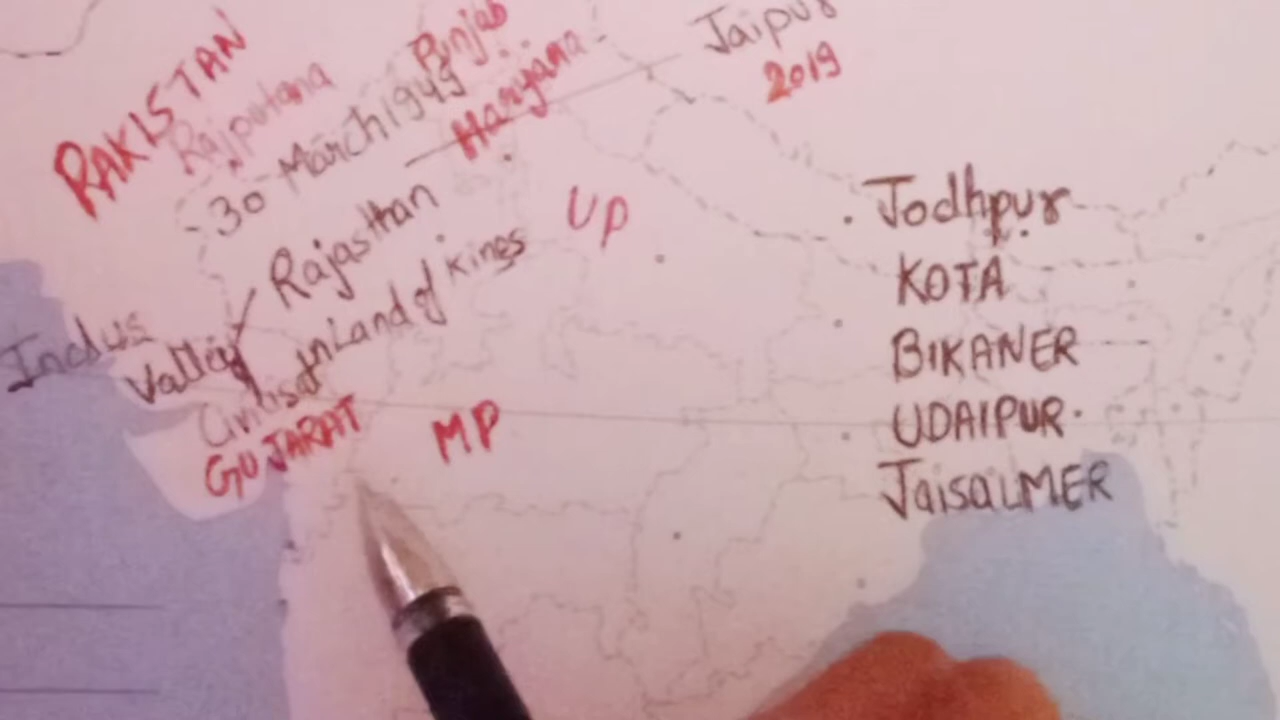 PAKISTAN
Rajputana
Punjab
Haryana
Jaipur
2019
30 March 1949
Rajasthan
Land of Kings
UP
Indus
Valley
GUJARAT
MP
Jodhpur
KOTA
BIKANER
UDAIPUR
JaisaLMER